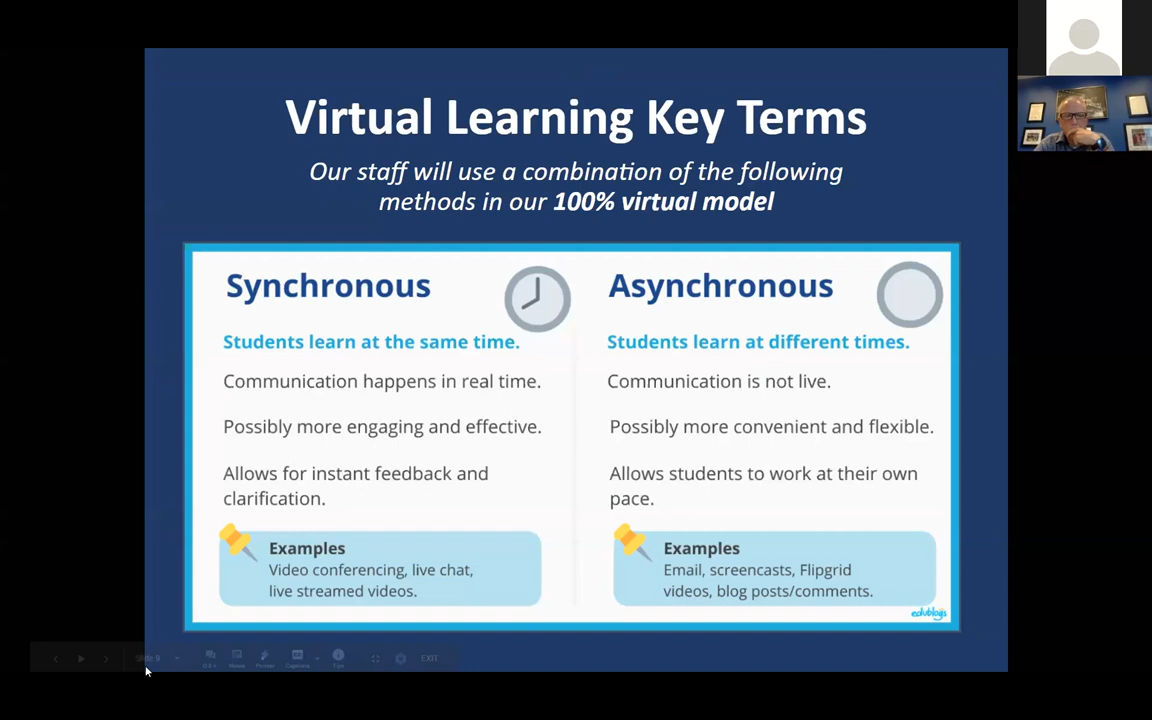 Virtual Learning Key Terms
Our staff will use a combination of the following
methods in our 100% virtual model
Synchronous
Students learn at the same time.
Communication happens in real time.
Possibly more engaging and effective.
Allows for instant feedback and
clarification.
Examples
Video conferencing, live chat,
live streamed videos.
Asynchronous
Students learn at different times.
Communication is not live.
Possibly more convenient and flexible.
Allows students to work at their own
pace.
Examples
Email, screencasts, Flipgrid
videos, blog posts/comments.
edublogs
EXIT